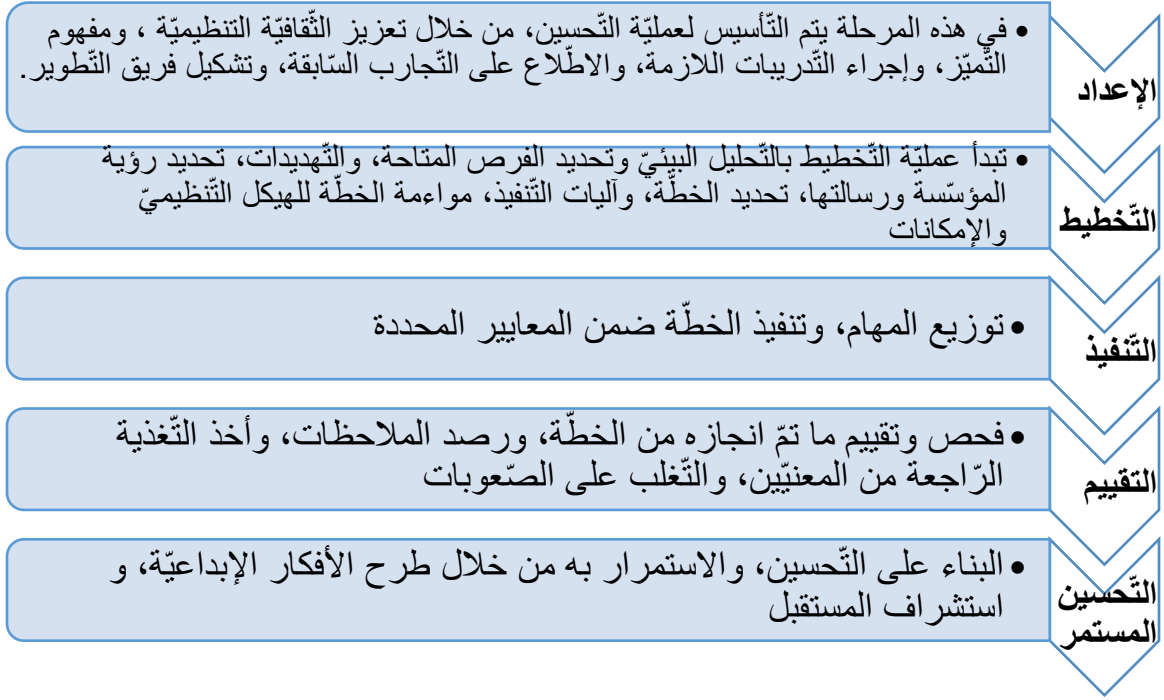 الإعداد
• في هذه المرحلة يتم التّأسيس لعمليّة التّحسين، من خلال تعزيز الثّقافيّة التنظيميّة ، ومفهوم
التّميّز، وإجراء التّدريبات اللازمة، والاطّلاع على التّجارب السّابقة، وتشكيل فريق التّطوير.
التّخطيط
• تبدأ عمليّة التّخطيط بالتّحليل البيئيّ وتحديد الفرص المتاحة، والتّهديدات، تحديد رؤية
المؤسّسة ورسالتها، تحديد الخطّة، وآليات التّنفيذ، مواءمة الخطّة للهيكل التّنظيميّ
والإمكانات
التّنفيذ
• توزيع المهام، وتنفيذ الخطّة ضمن المعايير المحددة
التقييم
• فحص وتقييم ما تمّ انجازه من الخطّة، ورصد الملاحظات، وأخذ التّغذية
الرّاجعة من المعنيّين، والتّغلب على الصّعوبات
التّحسين
المستمر
• البناء على التّحسين، والاستمرار به من خلال طرح الأفكار الإبداعيّة، و
استشراف المستقبل